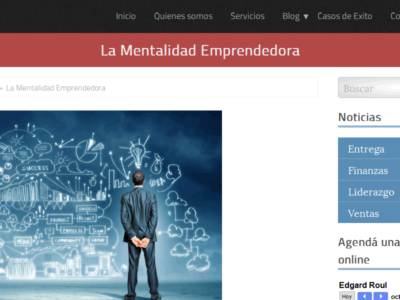 Inicio Quienes somos Servicios Blog ▼ Casos de Exito Co
La Mentalidad Emprendedora
» La Mentalidad Emprendedora
Buscar
Noticias
Entrega
Finanzas
Liderazgo
Ventas
SUCCESS
Agendá una
online
Edgard Roul
Hoy oct